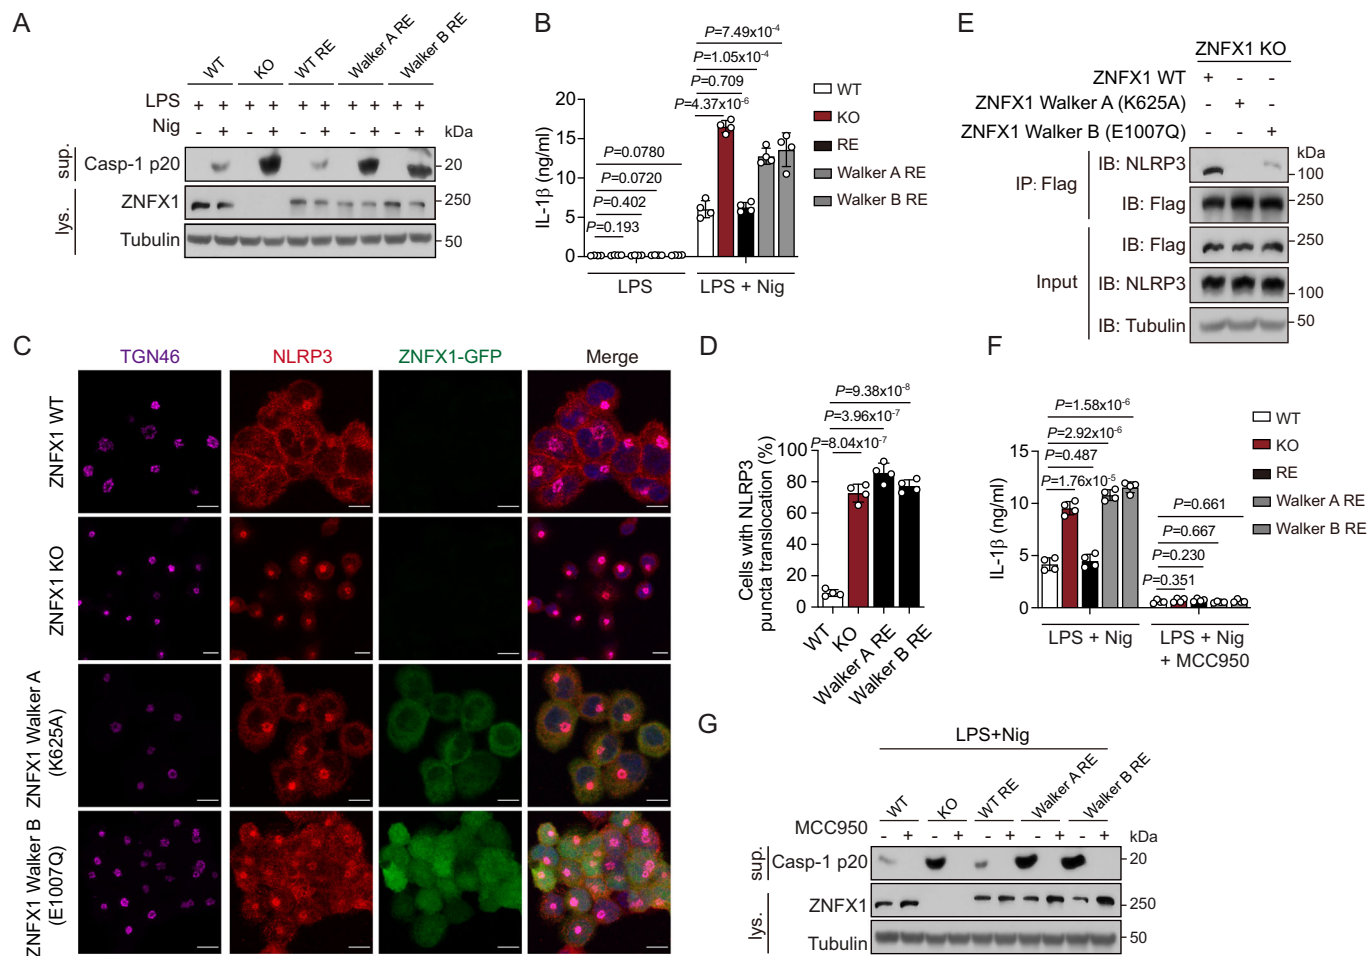 A
WT KO WT RE Walker A RE Walker B RE
LPS + + + + + + + + + +
Nig - + - + - + - + - + kDa
sup. Casp-1 p20 20
lys. ZNFX1 250
Tubulin 50
B
P=7.49x10-4
P=1.05x10-4
P=0.709
P=4.37x10-6
P=0.0780
P=0.0720
P=0.402
P=0.193
IL-1β (ng/ml)
20
15
10
5
0
LPS LPS + Nig
WT
KO
RE
Walker A RE
Walker B RE
E
ZNFX1 KO
ZNFX1 WT + - -
ZNFX1 Walker A (K625A) - + -
ZNFX1 Walker B (E1007Q) - - +
kDa
IP: Flag
IB: NLRP3 100
IB: Flag 250
Input
IB: Flag 250
IB: NLRP3 100
IB: Tubulin 50
C
TGN46 NLRP3 ZNFX1-GFP Merge
ZNFX1 WT
ZNFX1 KO
ZNFX1 Walker A
(K625A)
ZNFX1 Walker B
(E1007Q)
D
P=9.38x10-8
P=3.96x10-7
P=8.04x10-7
Cells with NLRP3
puncta translocation (%)
100
80
60
40
20
0
WT KO Walker A RE Walker B RE
F
P=1.58x10-6
P=2.92x10-6
P=0.487
P=1.76x10-5
P=0.661
P=0.667
P=0.230
P=0.351
IL-1β (ng/ml)
15
10
5
0
LPS + Nig LPS + Nig
+ MCC950
WT
KO
RE
Walker A RE
Walker B RE
G
LPS+Nig
WT KO WT RE Walker A RE Walker B RE
MCC950 - + - + - + - + - + kDa
sup. Casp-1 p20 20
lys. ZNFX1 250
Tubulin 50